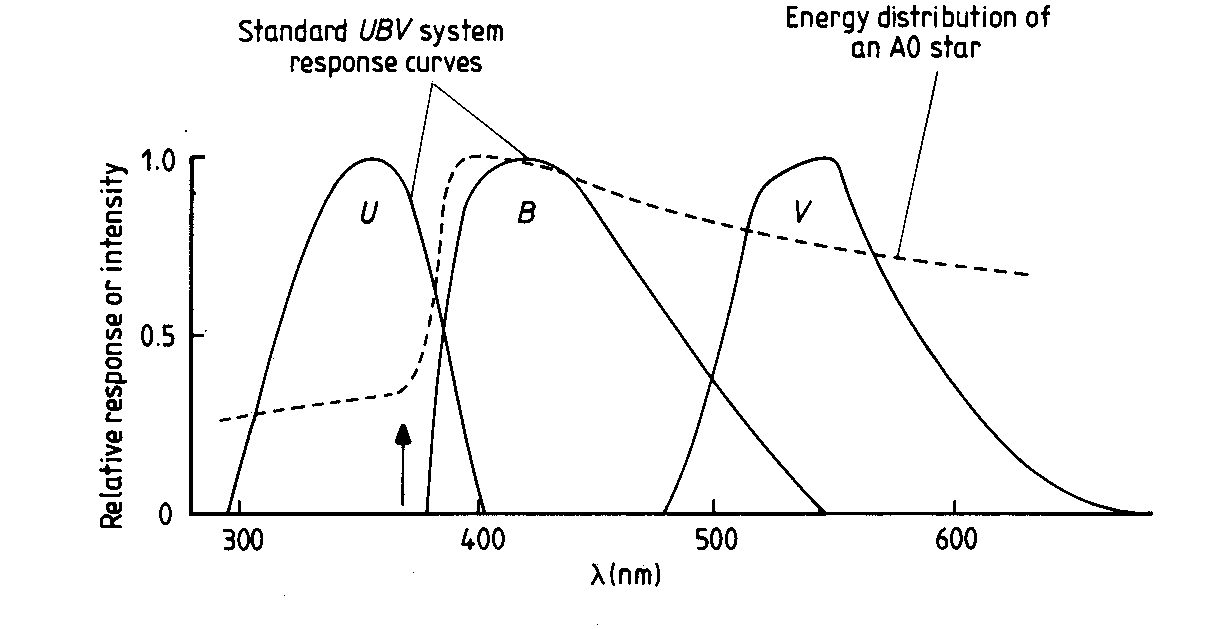 Standard UBV system
response curves
Energy distribution of
an A0 star
Relative response or intensity
1.0
0.5
0
U
B
V
300
400
500
600
λ(nm)